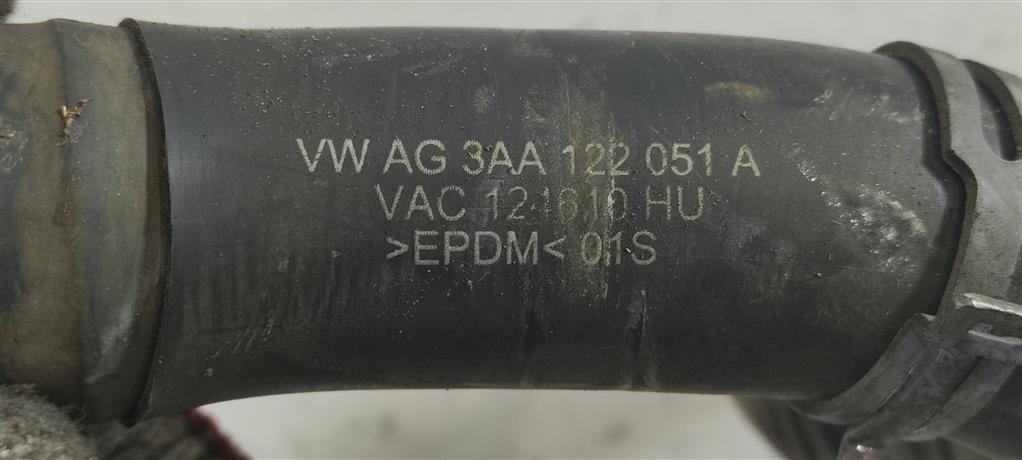 VW AG 3AA 122 051 A
VAC 121610 HU
>EPDM< 01S